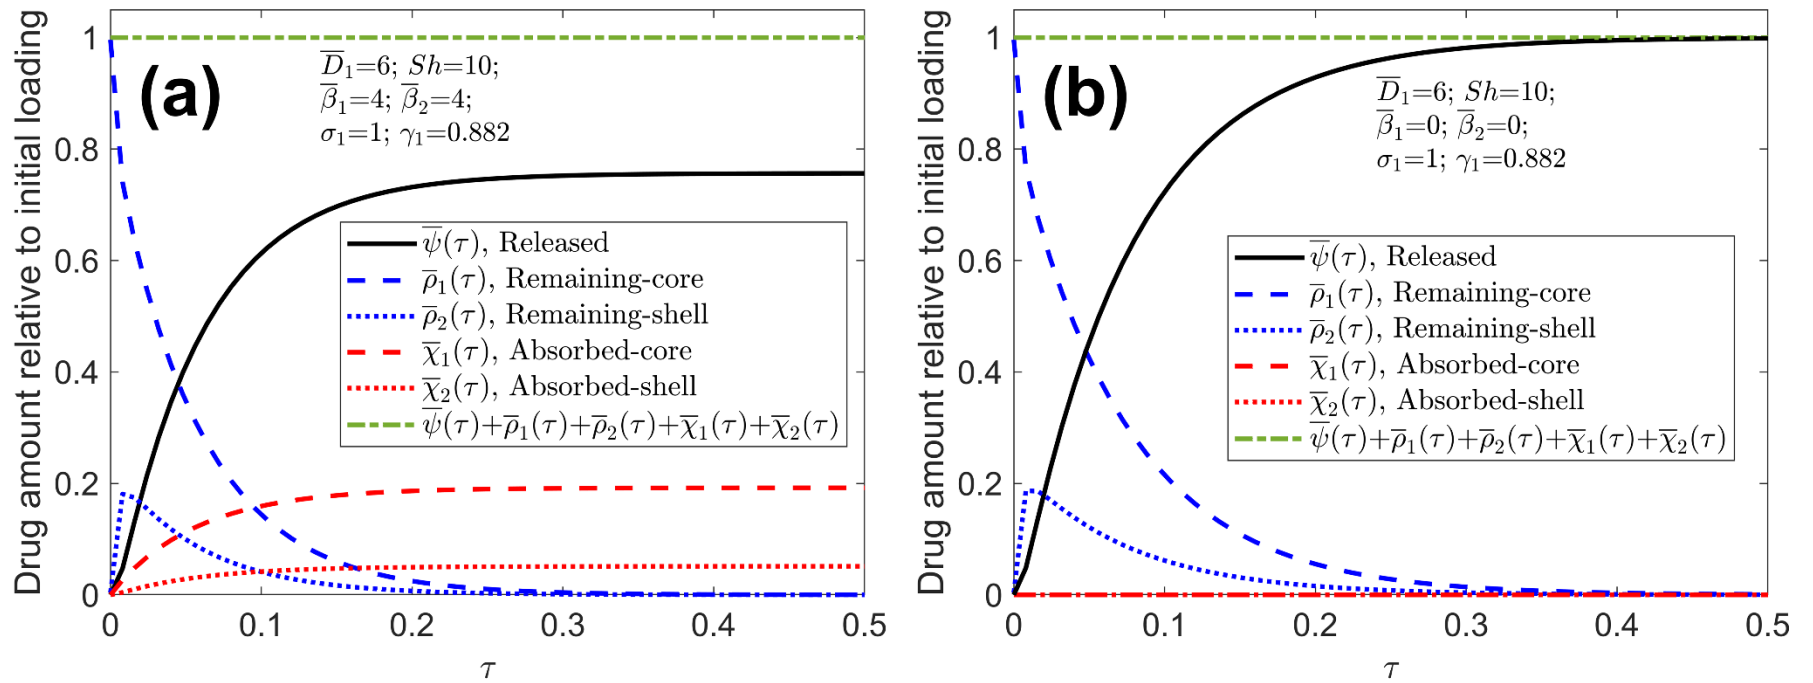 Drug amount relative to initial loading
1
0.8
0.6
0.4
0.2
0
(a)
D̅₁=6; Sh=10;
β̅₁=4; β̅₂=4;
σ₁=1; γ₁=0.882
ψ̅(τ), Released
ρ̅₁(τ), Remaining-core
ρ̅₂(τ), Remaining-shell
χ̅₁(τ), Absorbed-core
χ̅₂(τ), Absorbed-shell
ψ̅(τ)+ρ̅₁(τ)+ρ̅₂(τ)+χ̅₁(τ)+χ̅₂(τ)
0 0.1 0.2 0.3 0.4 0.5
τ
Drug amount relative to initial loading
1
0.8
0.6
0.4
0.2
0
(b)
D̅₁=6; Sh=10;
β̅₁=0; β̅₂=0;
σ₁=1; γ₁=0.882
ψ̅(τ), Released
ρ̅₁(τ), Remaining-core
ρ̅₂(τ), Remaining-shell
χ̅₁(τ), Absorbed-core
χ̅₂(τ), Absorbed-shell
ψ̅(τ)+ρ̅₁(τ)+ρ̅₂(τ)+χ̅₁(τ)+χ̅₂(τ)
0 0.1 0.2 0.3 0.4 0.5
τ